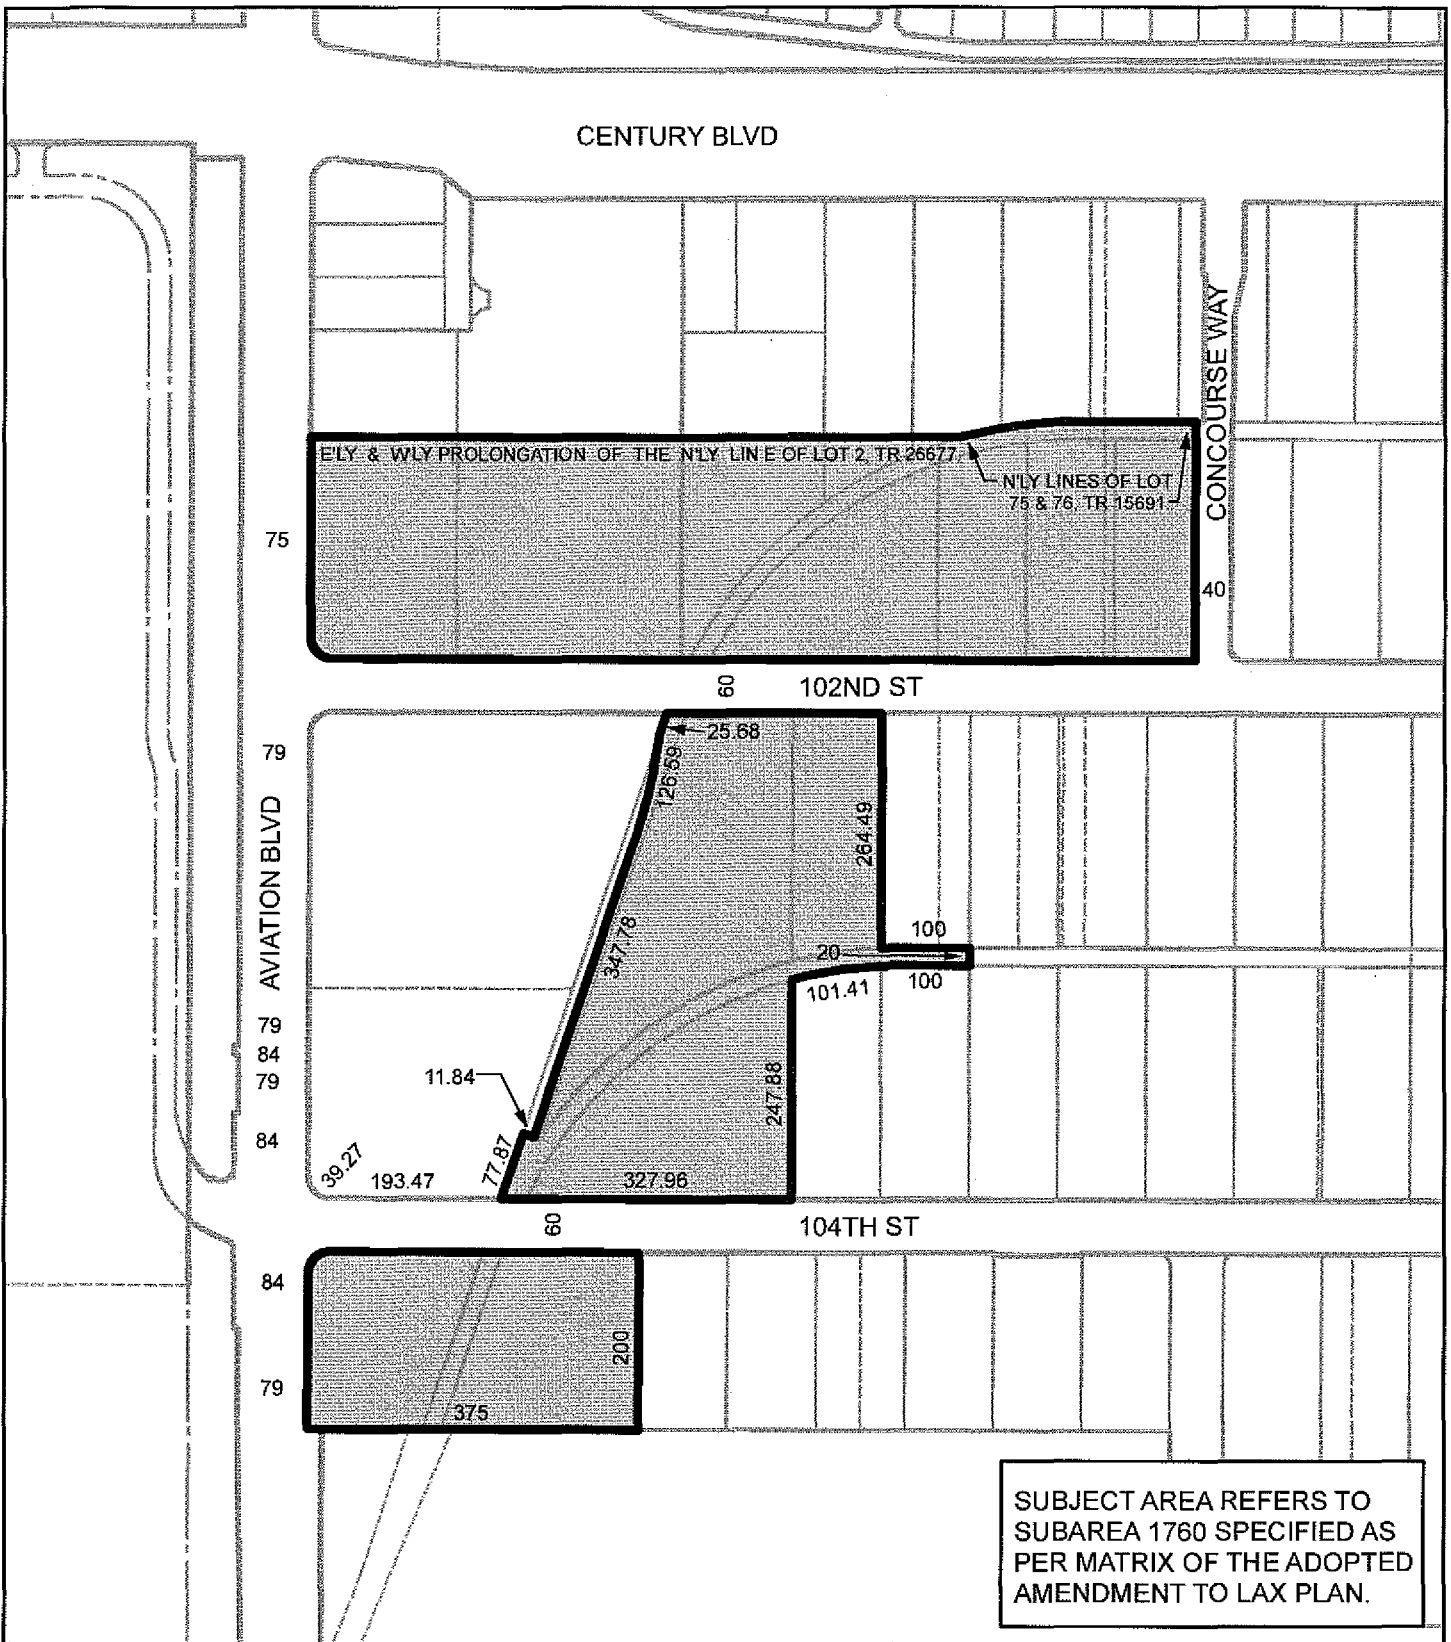 CENTURY BLVD
CONCOURSE WAY
E'LY & W'LY PROLONGATION OF THE N'LY LINE OF LOT 2, TR 26677
N'LY LINES OF LOT
75 & 76, TR 15691
75
40
60
102ND ST
25.68
79
126.59
AVIATION BLVD
264.49
347.78
100
20
101.41
100
79
84
79
11.84
247.88
84
39.27
193.47
77.87
327.96
60
104TH ST
84
200
79
375
SUBJECT AREA REFERS TO
SUBAREA 1760 SPECIFIED AS
PER MATRIX OF THE ADOPTED
AMENDMENT TO LAX PLAN.